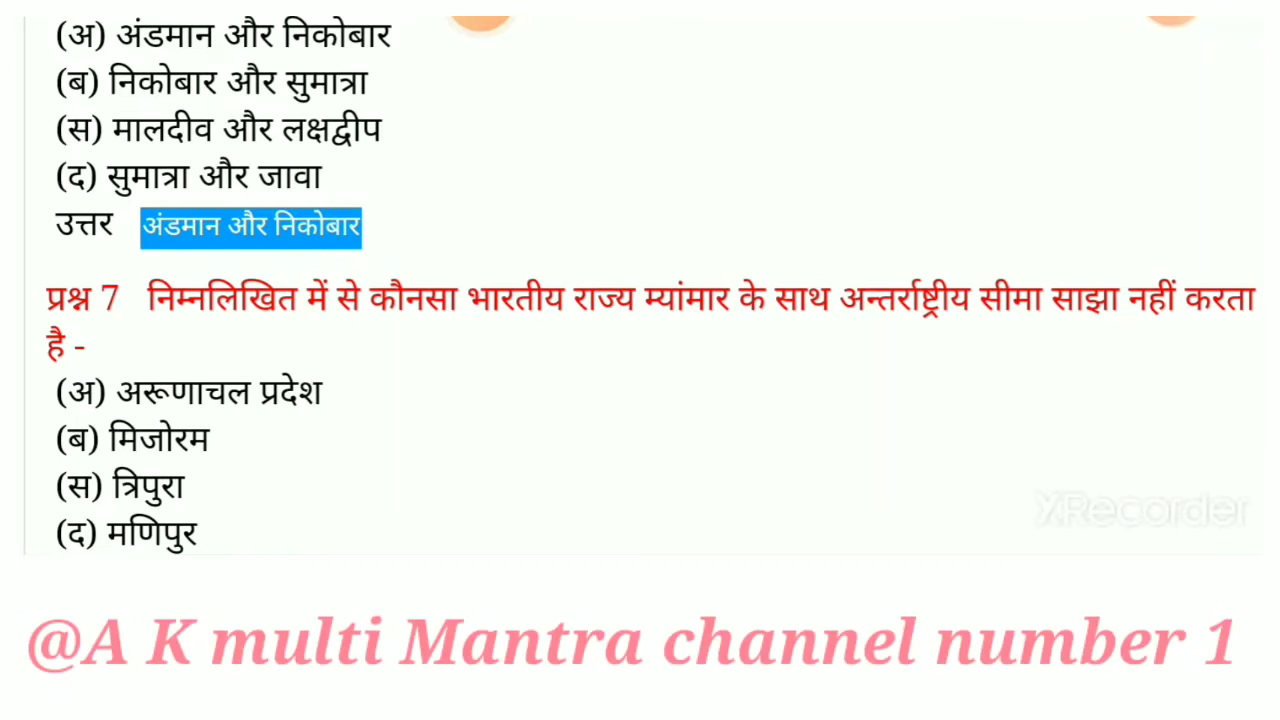 (अ) अंडमान और निकोबार
(ब) निकोबार और सुमात्रा
(स) मालदीव और लक्षद्वीप
(द) सुमात्रा और जावा
उत्तर अंडमान और निकोबार
प्रश्न 7 निम्नलिखित में से कौनसा भारतीय राज्य म्यांमार के साथ अन्तर्राष्ट्रीय सीमा साझा नहीं करता
है -
(अ) अरूणाचल प्रदेश
(ब) मिजोरम
(स) त्रिपुरा
(द) मणिपुर
XRecorder
@A K multi Mantra channel number 1